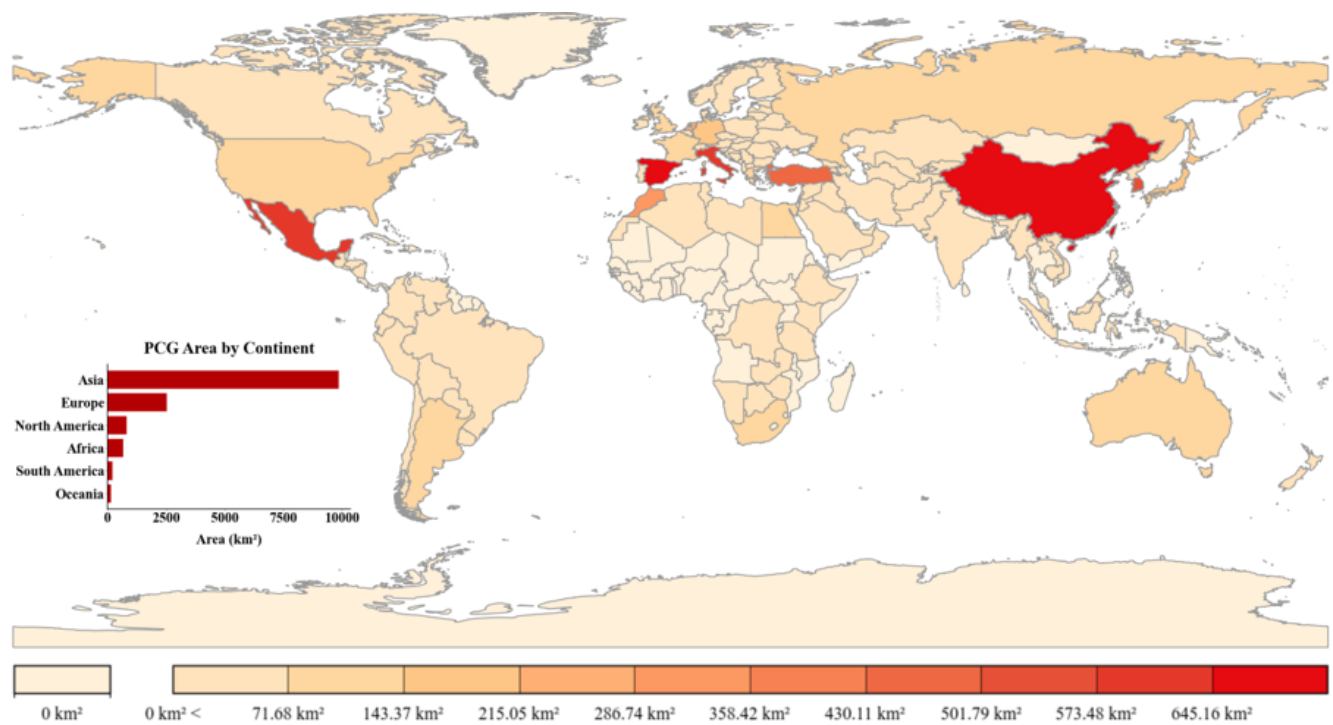 PCG Area by Continent
Asia
Europe
North America
Africa
South America
Oceania
0 2500 5000 7500 10000
Area (km²)
0 km² 0 km² < 71.68 km² 143.37 km² 215.05 km² 286.74 km² 358.42 km² 430.11 km² 501.79 km² 573.48 km² 645.16 km²